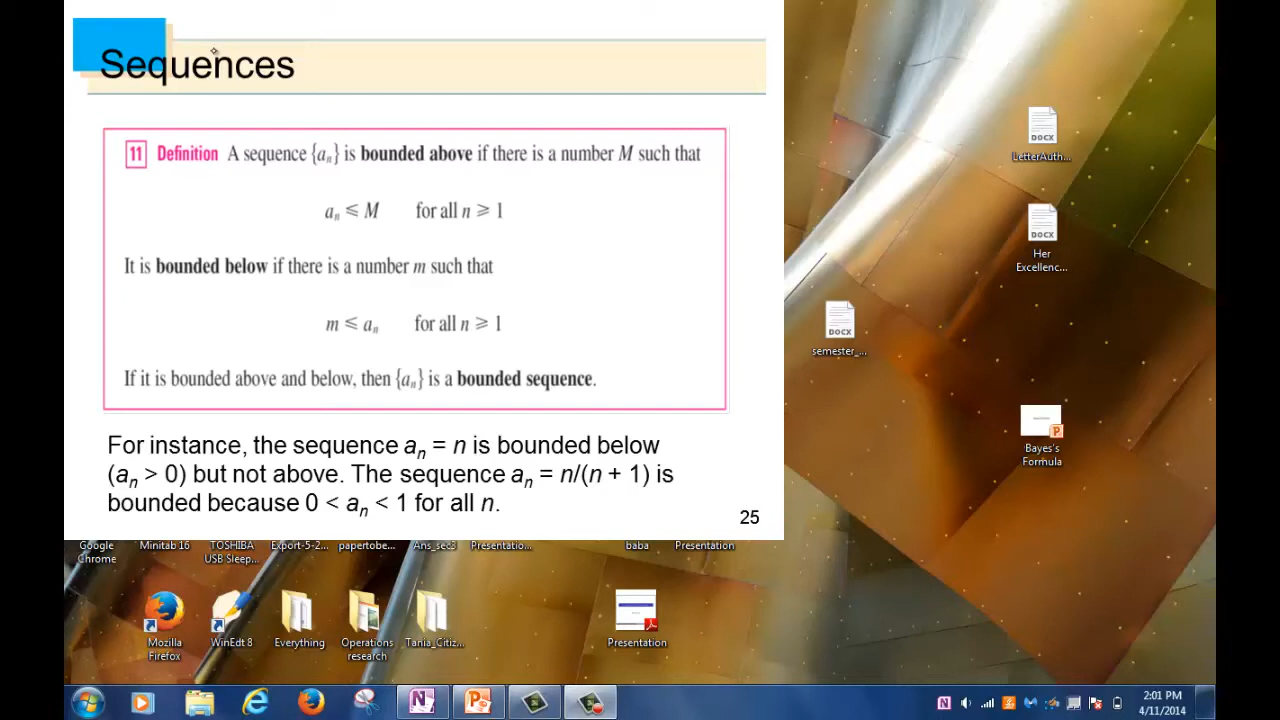 Sequences
11 Definition A sequence {aₙ} is bounded above if there is a number M such that
aₙ ⩽ M for all n ⩾ 1
It is bounded below if there is a number m such that
m ⩽ aₙ for all n ⩾ 1
If it is bounded above and below, then {aₙ} is a bounded sequence.
For instance, the sequence aₙ = n is bounded below
(aₙ > 0) but not above. The sequence aₙ = n/(n + 1) is
bounded because 0 < aₙ < 1 for all n.
25
DOCX
LetterAuth...
DOCX
Her
Excellenc...
DOCX
semester_...
Bayes's
Formula
Google
Chrome
Minitab 16
TOSHIBA
USB Sleep...
Export-5-2...
papertobe...
Ans_sec3
Presentatio...
baba
Presentation
Mozilla
Firefox
WinEdt 8
Everything
Operations
research
Tania_Citiz...
Presentation
2:01 PM
4/11/2014